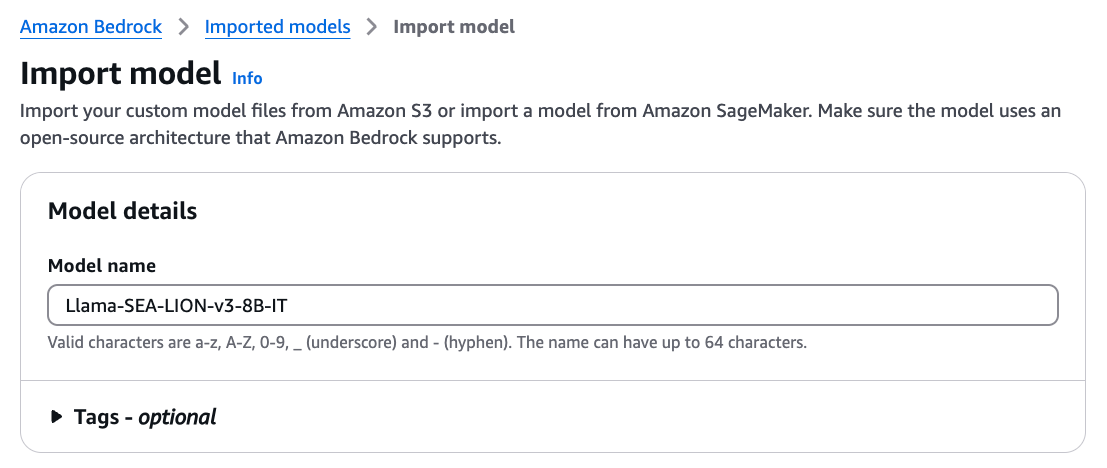 Amazon Bedrock > Imported models > Import model
Import model Info
Import your custom model files from Amazon S3 or import a model from Amazon SageMaker. Make sure the model uses an
open-source architecture that Amazon Bedrock supports.
Model details
Model name
Llama-SEA-LION-v3-8B-IT
Valid characters are a-z, A-Z, 0-9, _ (underscore) and - (hyphen). The name can have up to 64 characters.
Tags - optional